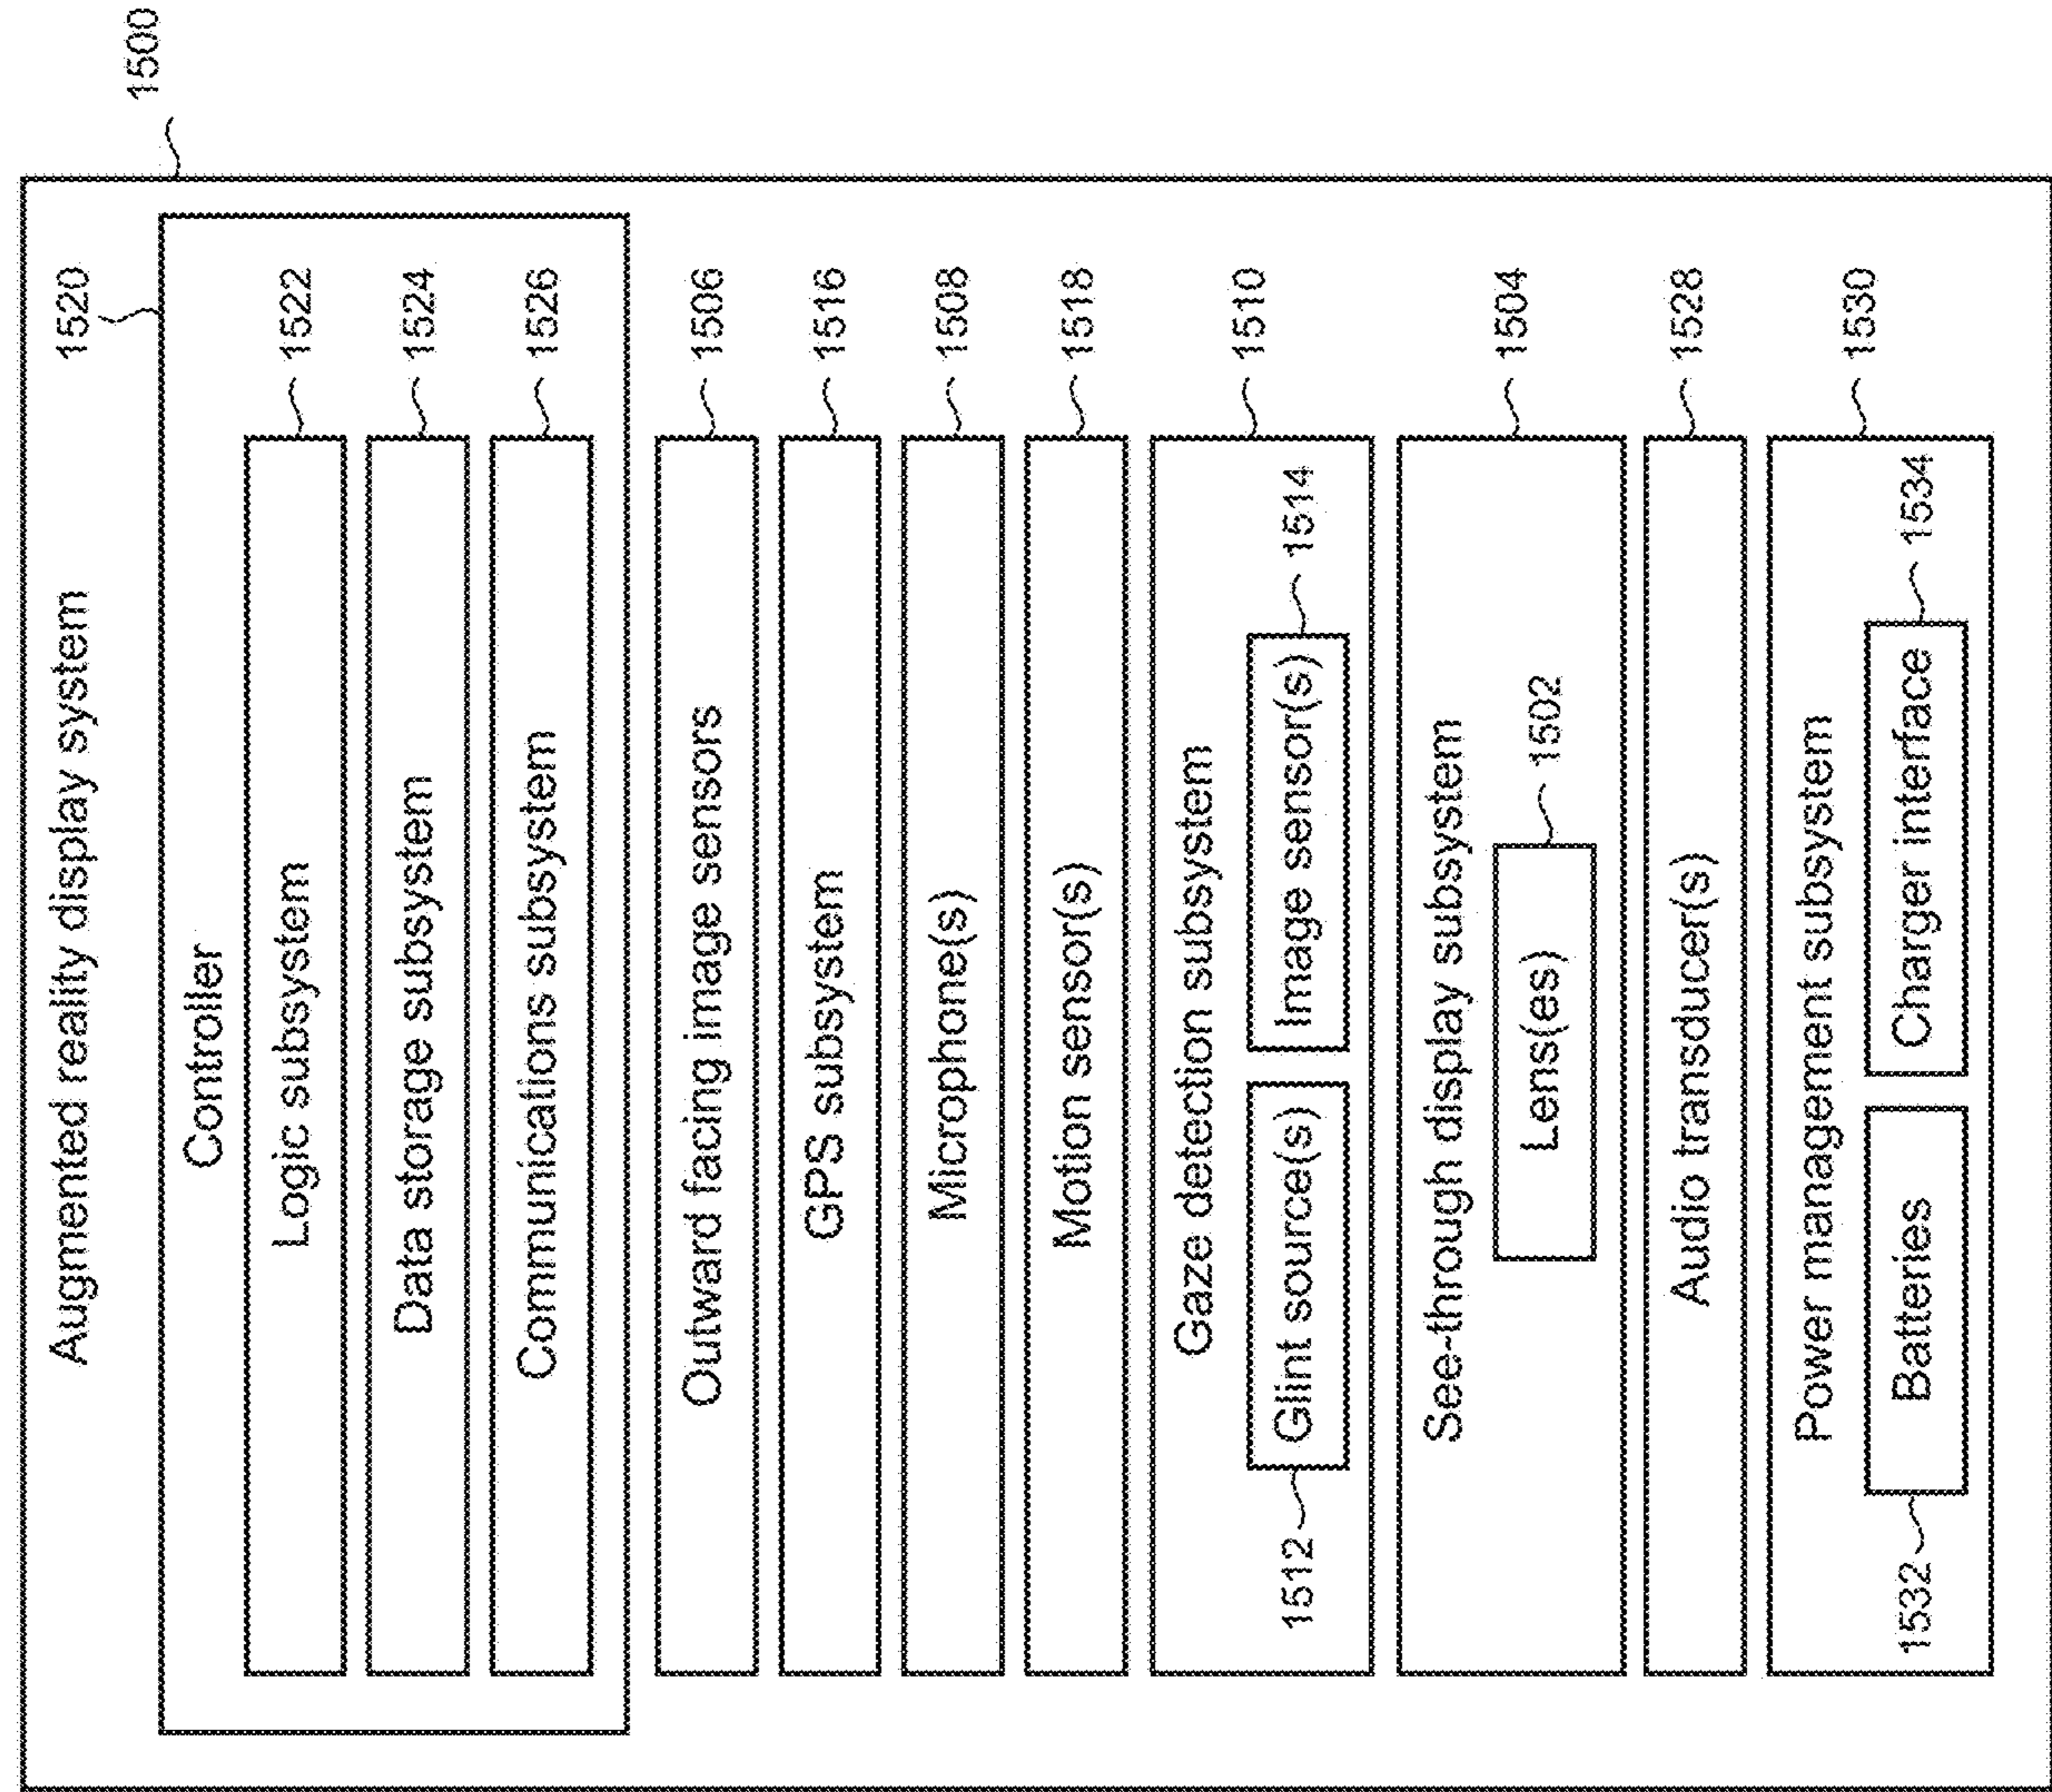 1500
Augmented reality display system
1520
Controller
Logic subsystem
1522
Data storage subsystem
1524
Communications subsystem
1526
Outward facing image sensors
1506
GPS subsystem
1516
Microphone(s)
1508
Motion sensor(s)
1518
Gaze detection subsystem
1510
1512
Glint source(s)
Image sensor(s)
1514
See-through display subsystem
1504
Lens(es)
1502
Audio transducer(s)
1528
Power management subsystem
1530
1532
Batteries
Charger interface
1534